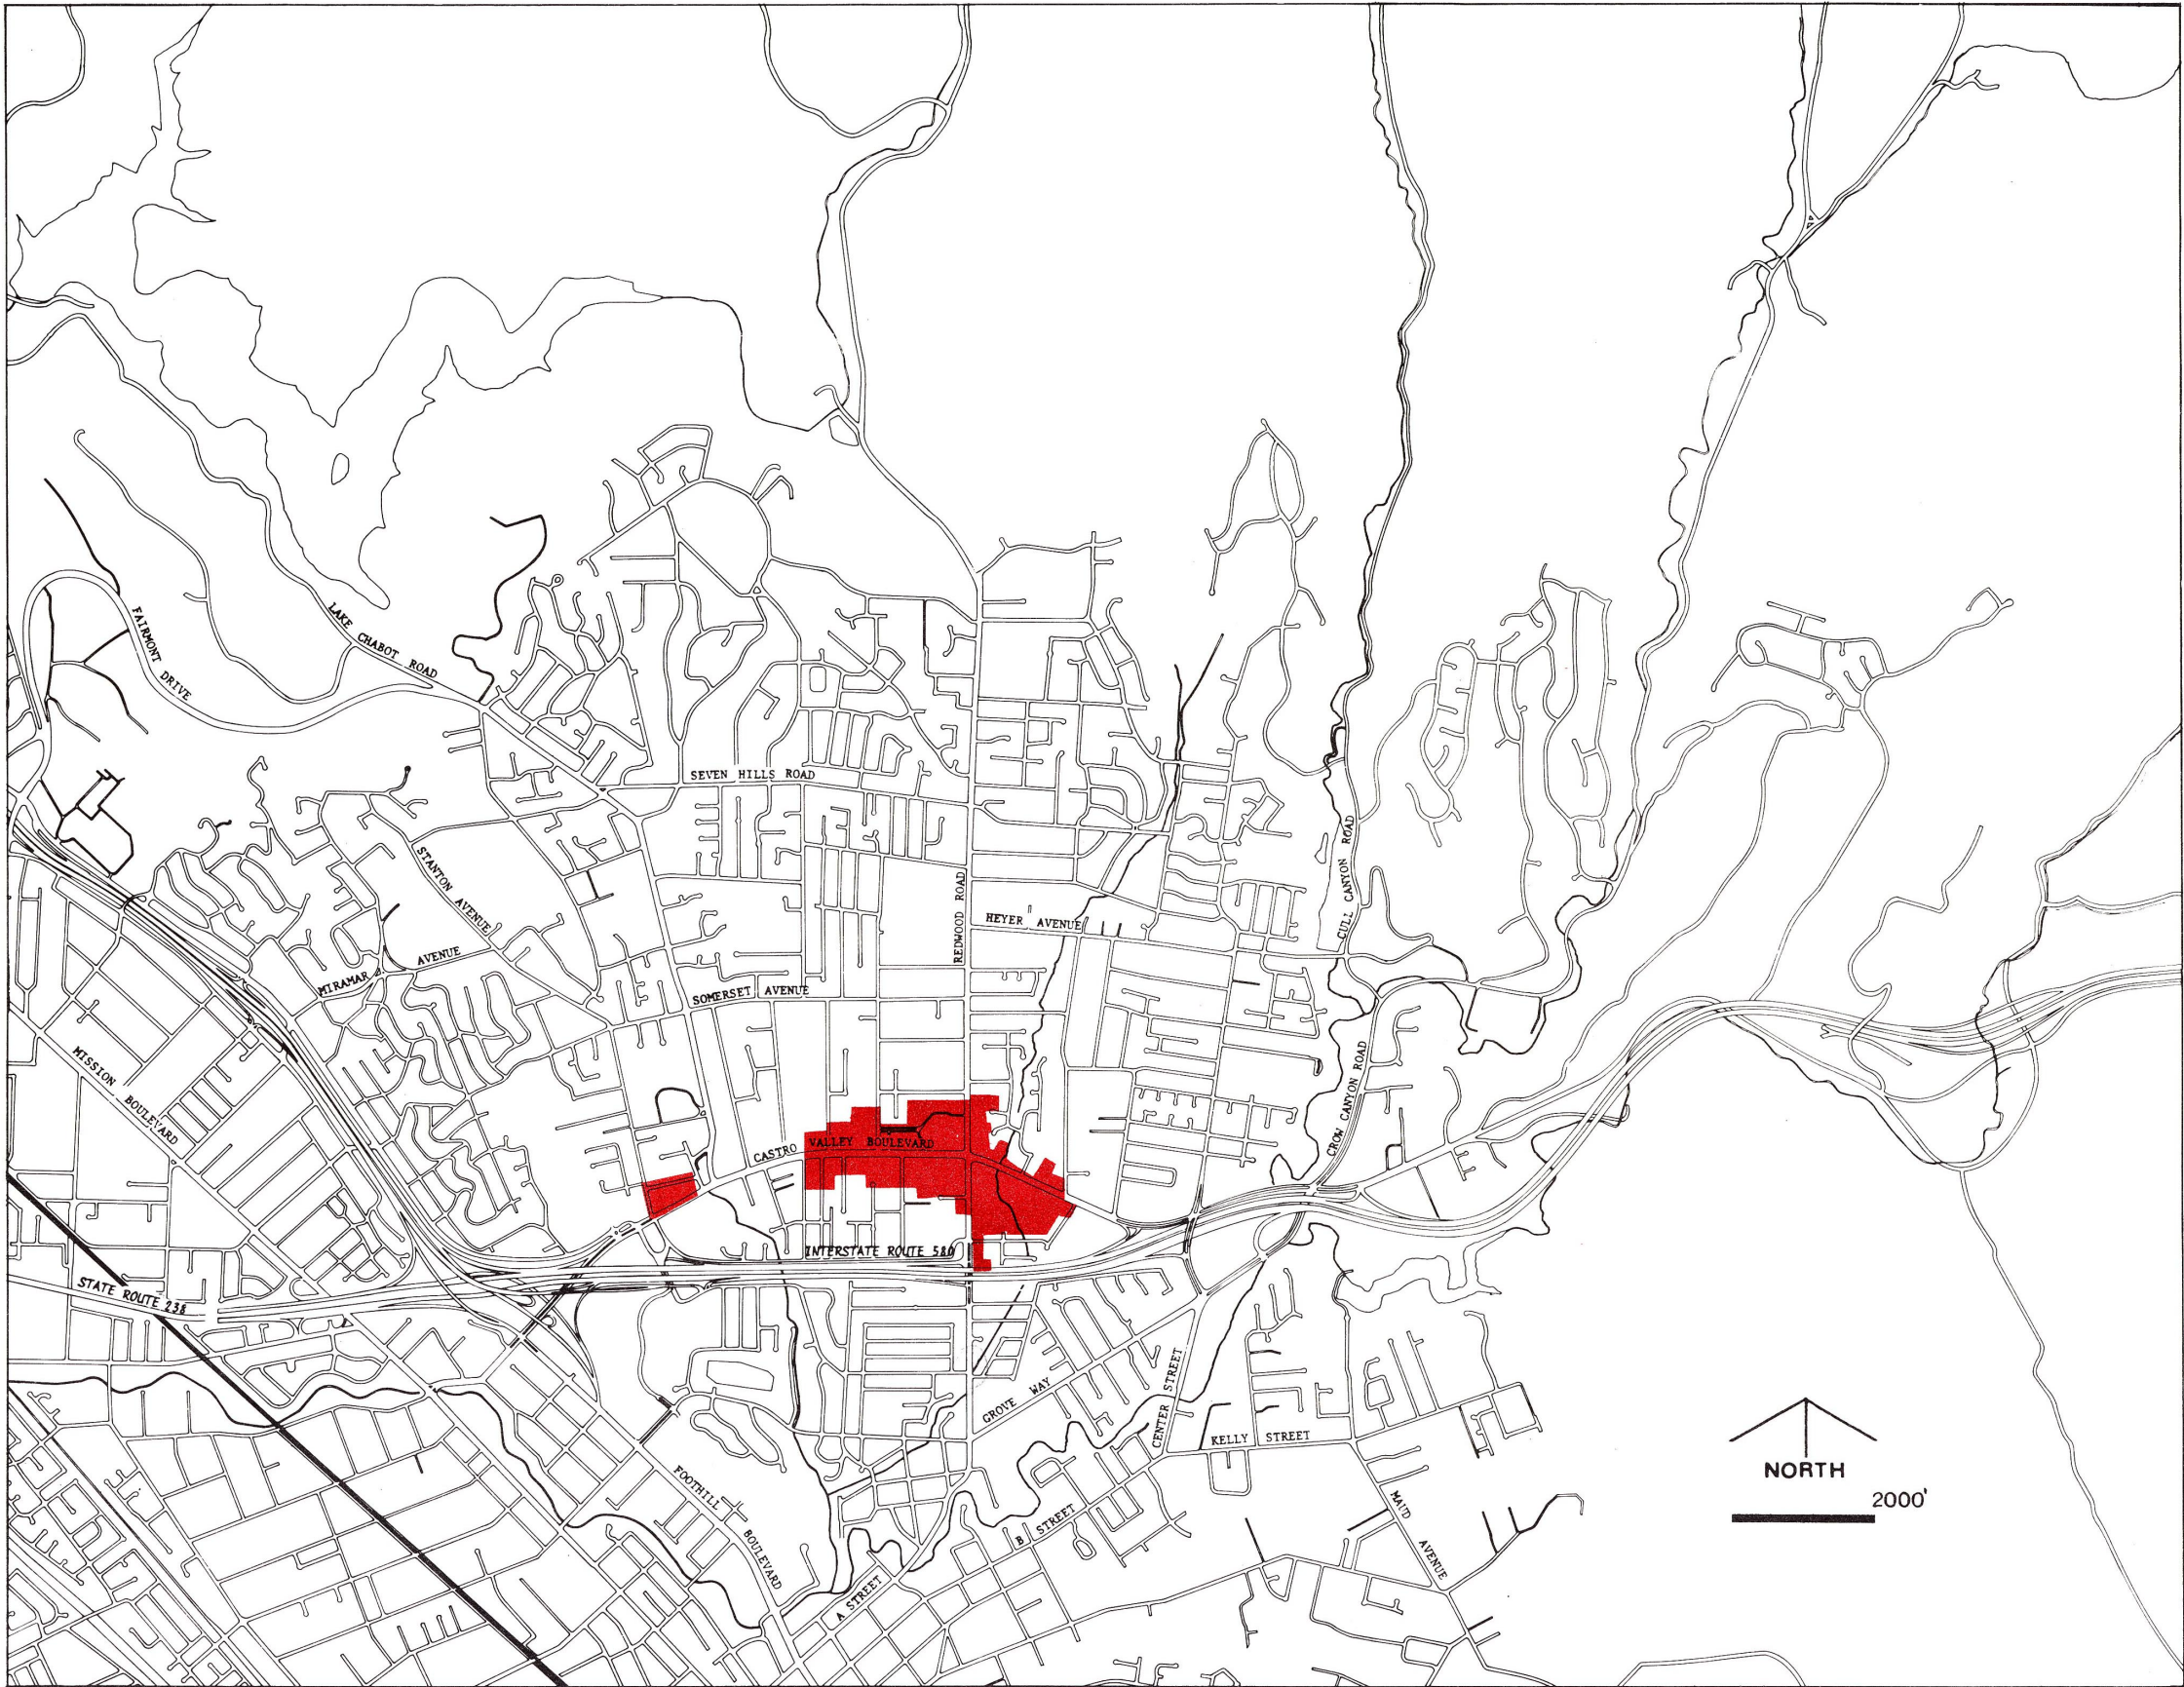 FAIRMONT DRIVE
LAKE CHABOT ROAD
SEVEN HILLS ROAD
STANTON AVENUE
CULL CANYON ROAD
REDWOOD ROAD
HEYER AVENUE
MIRAMAR AVENUE
SOMERSET AVENUE
MISSION BOULEVARD
CROW CANYON ROAD
CASTRO VALLEY BOULEVARD
INTERSTATE ROUTE 580
STATE ROUTE 238
GROVE WAY
CENTER STREET
KELLY STREET
NORTH
2000'
FOOTHILL BOULEVARD
MAUD AVENUE
B STREET
A STREET